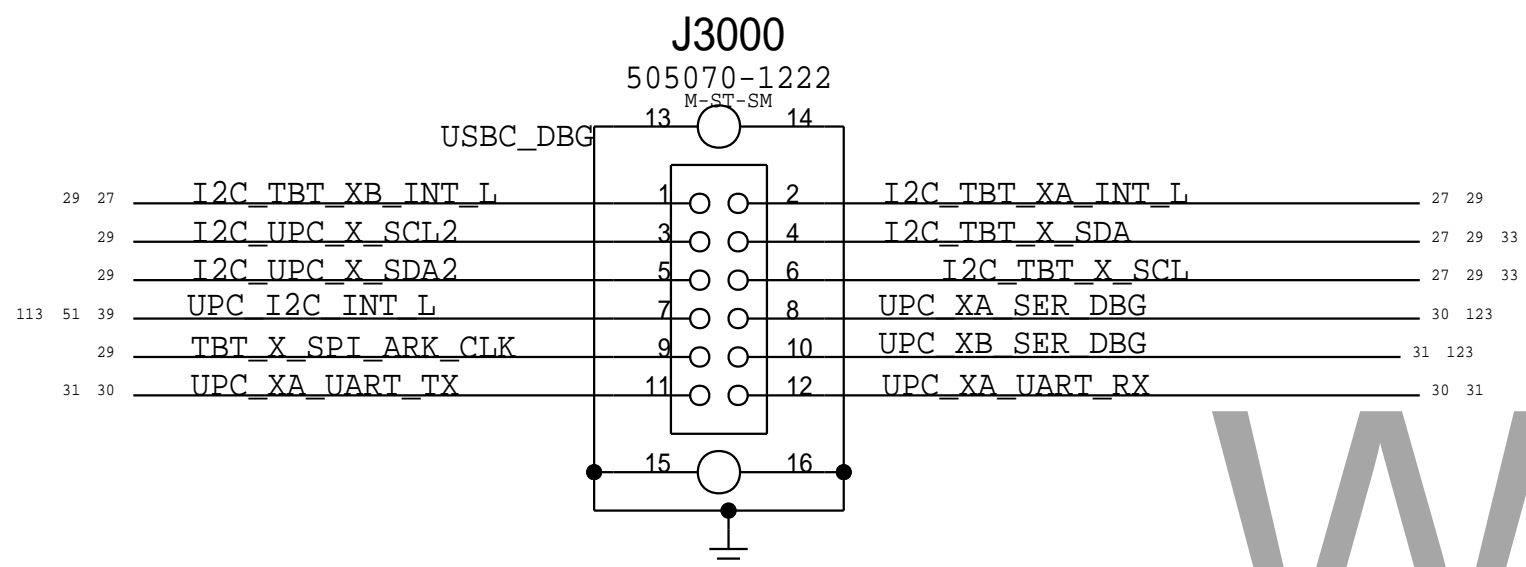 J3000
505070-1222
M-ST-SM
USBC_DBG 13 14
29 27 I2C_TBT_XB_INT_L 1 2 I2C_TBT_XA_INT_L 27 29
29 I2C_UPC_X_SCL2 3 4 I2C_TBT_X_SDA 27 29 33
29 I2C_UPC_X_SDA2 5 6 I2C_TBT_X_SCL 27 29 33
113 51 39 UPC_I2C_INT_L 7 8 UPC_XA_SER_DBG 30 123
29 TBT_X_SPI_ARK_CLK 9 10 UPC_XB_SER_DBG 31 123
31 30 UPC_XA_UART_TX 11 12 UPC_XA_UART_RX 30 31
15 16
W